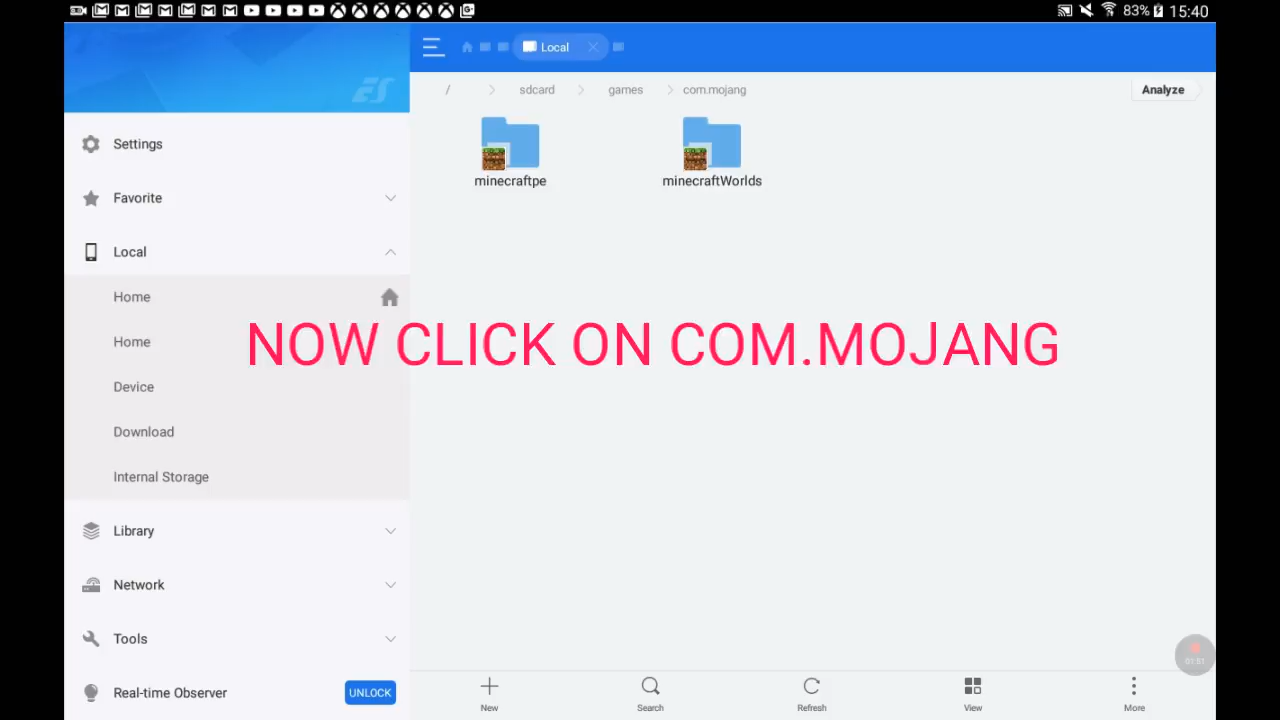 83% 15:40
Local
/ sdcard games com.mojang Analyze
ES
Settings
minecraftpe minecraftWorlds
Favorite
Local
Home
NOW CLICK ON COM.MOJANG
Home
Device
Download
Internal Storage
Library
Network
Tools
Real-time Observer UNLOCK
New Search Refresh View More